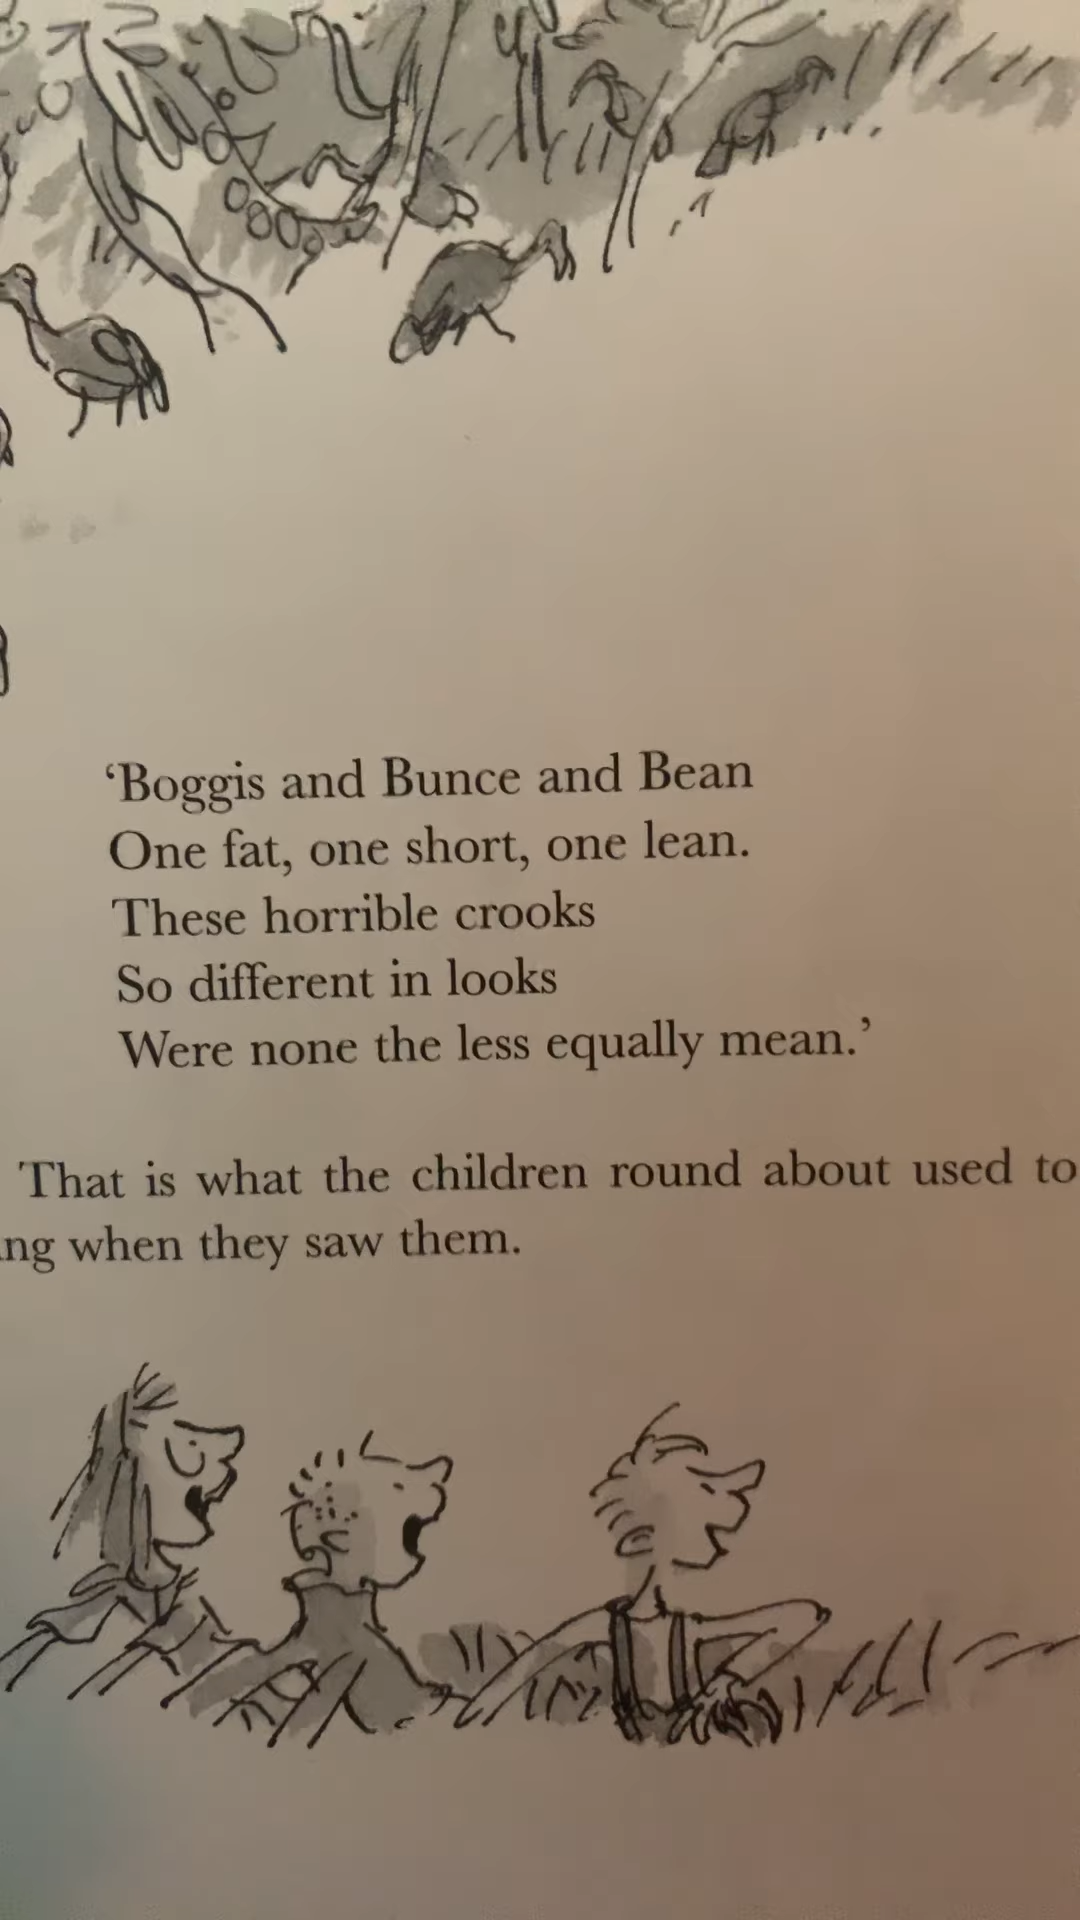 ‘Boggis and Bunce and Bean
One fat, one short, one lean.
These horrible crooks
So different in looks
Were none the less equally mean.’
That is what the children round about used to
ng when they saw them.